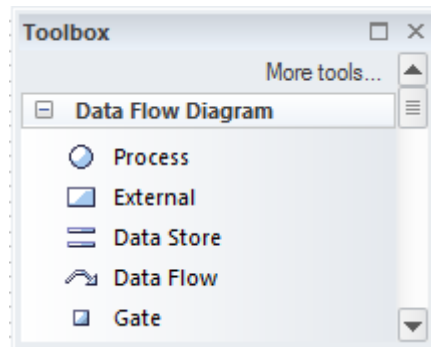 Toolbox
More tools...
Data Flow Diagram
Process
External
Data Store
Data Flow
Gate